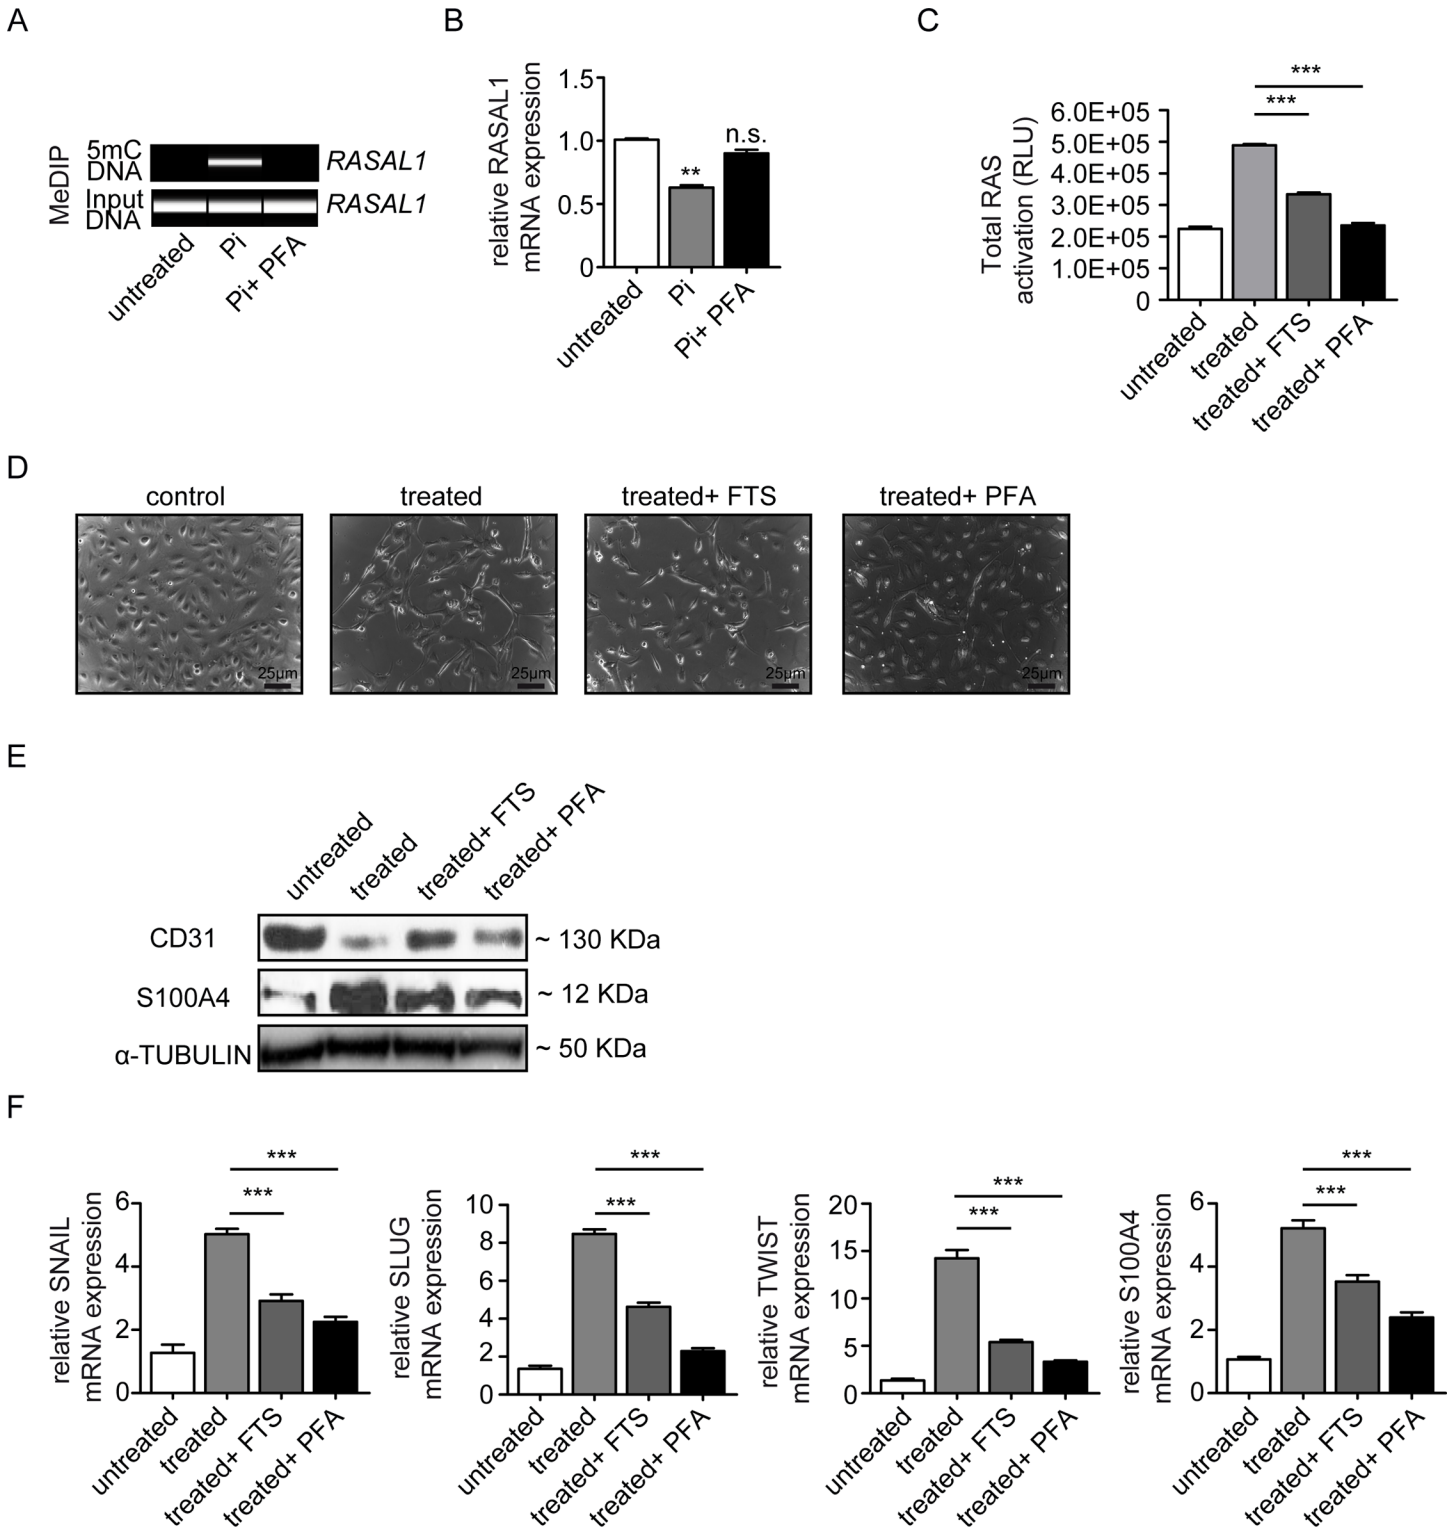 A
MeDIP
5mC
DNA
RASAL1
Input
DNA
RASAL1
untreated
Pi
Pi+ PFA
B
relative RASAL1
mRNA expression
1.5
1.0
0.5
0
**
n.s.
untreated
Pi
Pi+ PFA
C
Total RAS
activation (RLU)
6.0E+05
5.0E+05
4.0E+05
3.0E+05
2.0E+05
1.0E+05
0
***
***
untreated
treated
treated+ FTS
treated+ PFA
D
control
treated
treated+ FTS
treated+ PFA
25µm
25µm
25µm
25µm
E
untreated
treated
treated+ FTS
treated+ PFA
CD31
~ 130 KDa
S100A4
~ 12 KDa
α-TUBULIN
~ 50 KDa
F
relative SNAIL
mRNA expression
6
4
2
0
***
***
untreated
treated
treated+ FTS
treated+ PFA
relative SLUG
mRNA expression
10
8
6
4
2
0
***
***
untreated
treated
treated+ FTS
treated+ PFA
relative TWIST
mRNA expression
20
15
10
5
0
***
***
untreated
treated
treated+ FTS
treated+ PFA
relative S100A4
mRNA expression
6
4
2
0
***
***
untreated
treated
treated+ FTS
treated+ PFA